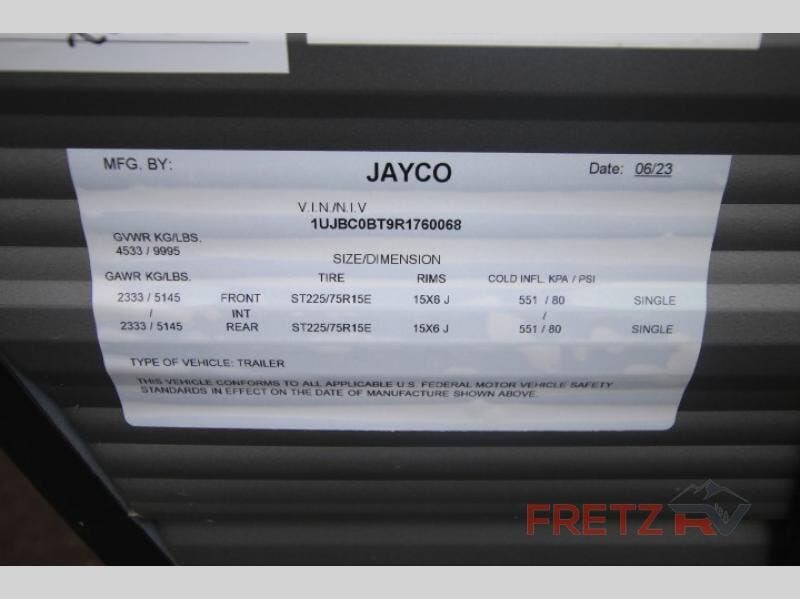 MFG. BY: JAYCO Date: 06/23
V.I.N./N.I.V
1UJBC0BT9R1760068
GVWR KG/LBS.
4533 / 9995
SIZE/DIMENSION
GAWR KG/LBS. TIRE RIMS COLD INFL. KPA / PSI
2333 / 5145 FRONT ST225/75R15E 15X6 J 551 / 80 SINGLE
/ INT /
2333 / 5145 REAR ST225/75R15E 15X6 J 551 / 80 SINGLE
TYPE OF VEHICLE: TRAILER
THIS VEHICLE CONFORMS TO ALL APPLICABLE U.S. FEDERAL MOTOR VEHICLE SAFETY
STANDARDS IN EFFECT ON THE DATE OF MANUFACTURE SHOWN ABOVE.
FRETZ RV